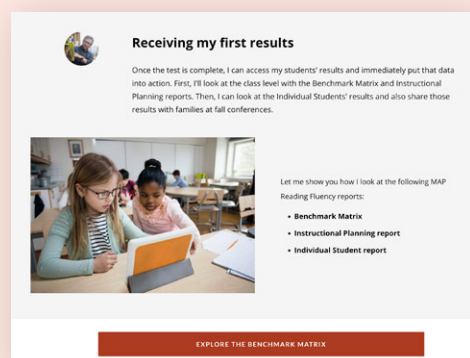 Receiving my first results
Once the test is complete, I can access my students' results and immediately put that data
into action. First, I'll look at the class level with the Benchmark Matrix and Instructional
Planning reports. Then, I can look at the Individual Students' results and also share those
results with families at fall conferences.
Let me show you how I look at the following MAP
Reading Fluency reports:
• Benchmark Matrix
• Instructional Planning report
• Individual Student report
EXPLORE THE BENCHMARK MATRIX